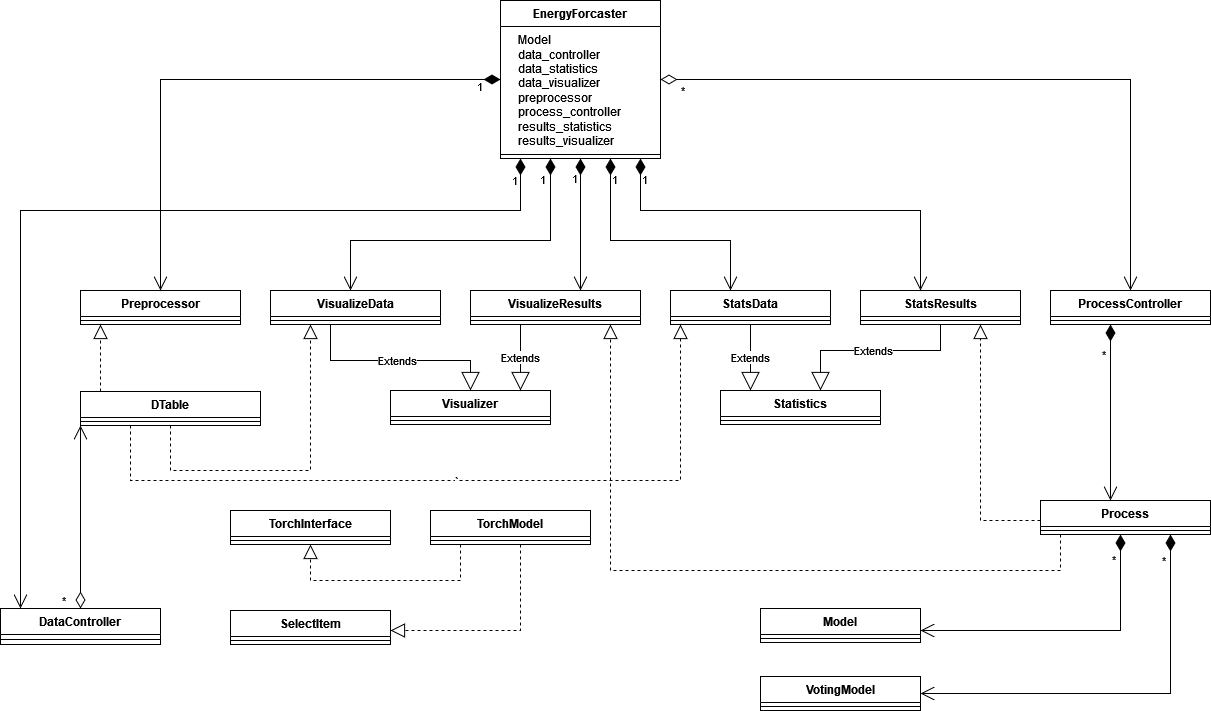 EnergyForcaster
Model
data_controller
data_statistics
data_visualizer
preprocessor
process_controller
results_statistics
results_visualizer
1
*
1
1
1
1
1
Preprocessor
VisualizeData
VisualizeResults
StatsData
StatsResults
ProcessController
*
Extends
Extends
Extends
Extends
DTable
Visualizer
Statistics
TorchInterface
TorchModel
Process
*
*
*
DataController
SelectItem
Model
VotingModel